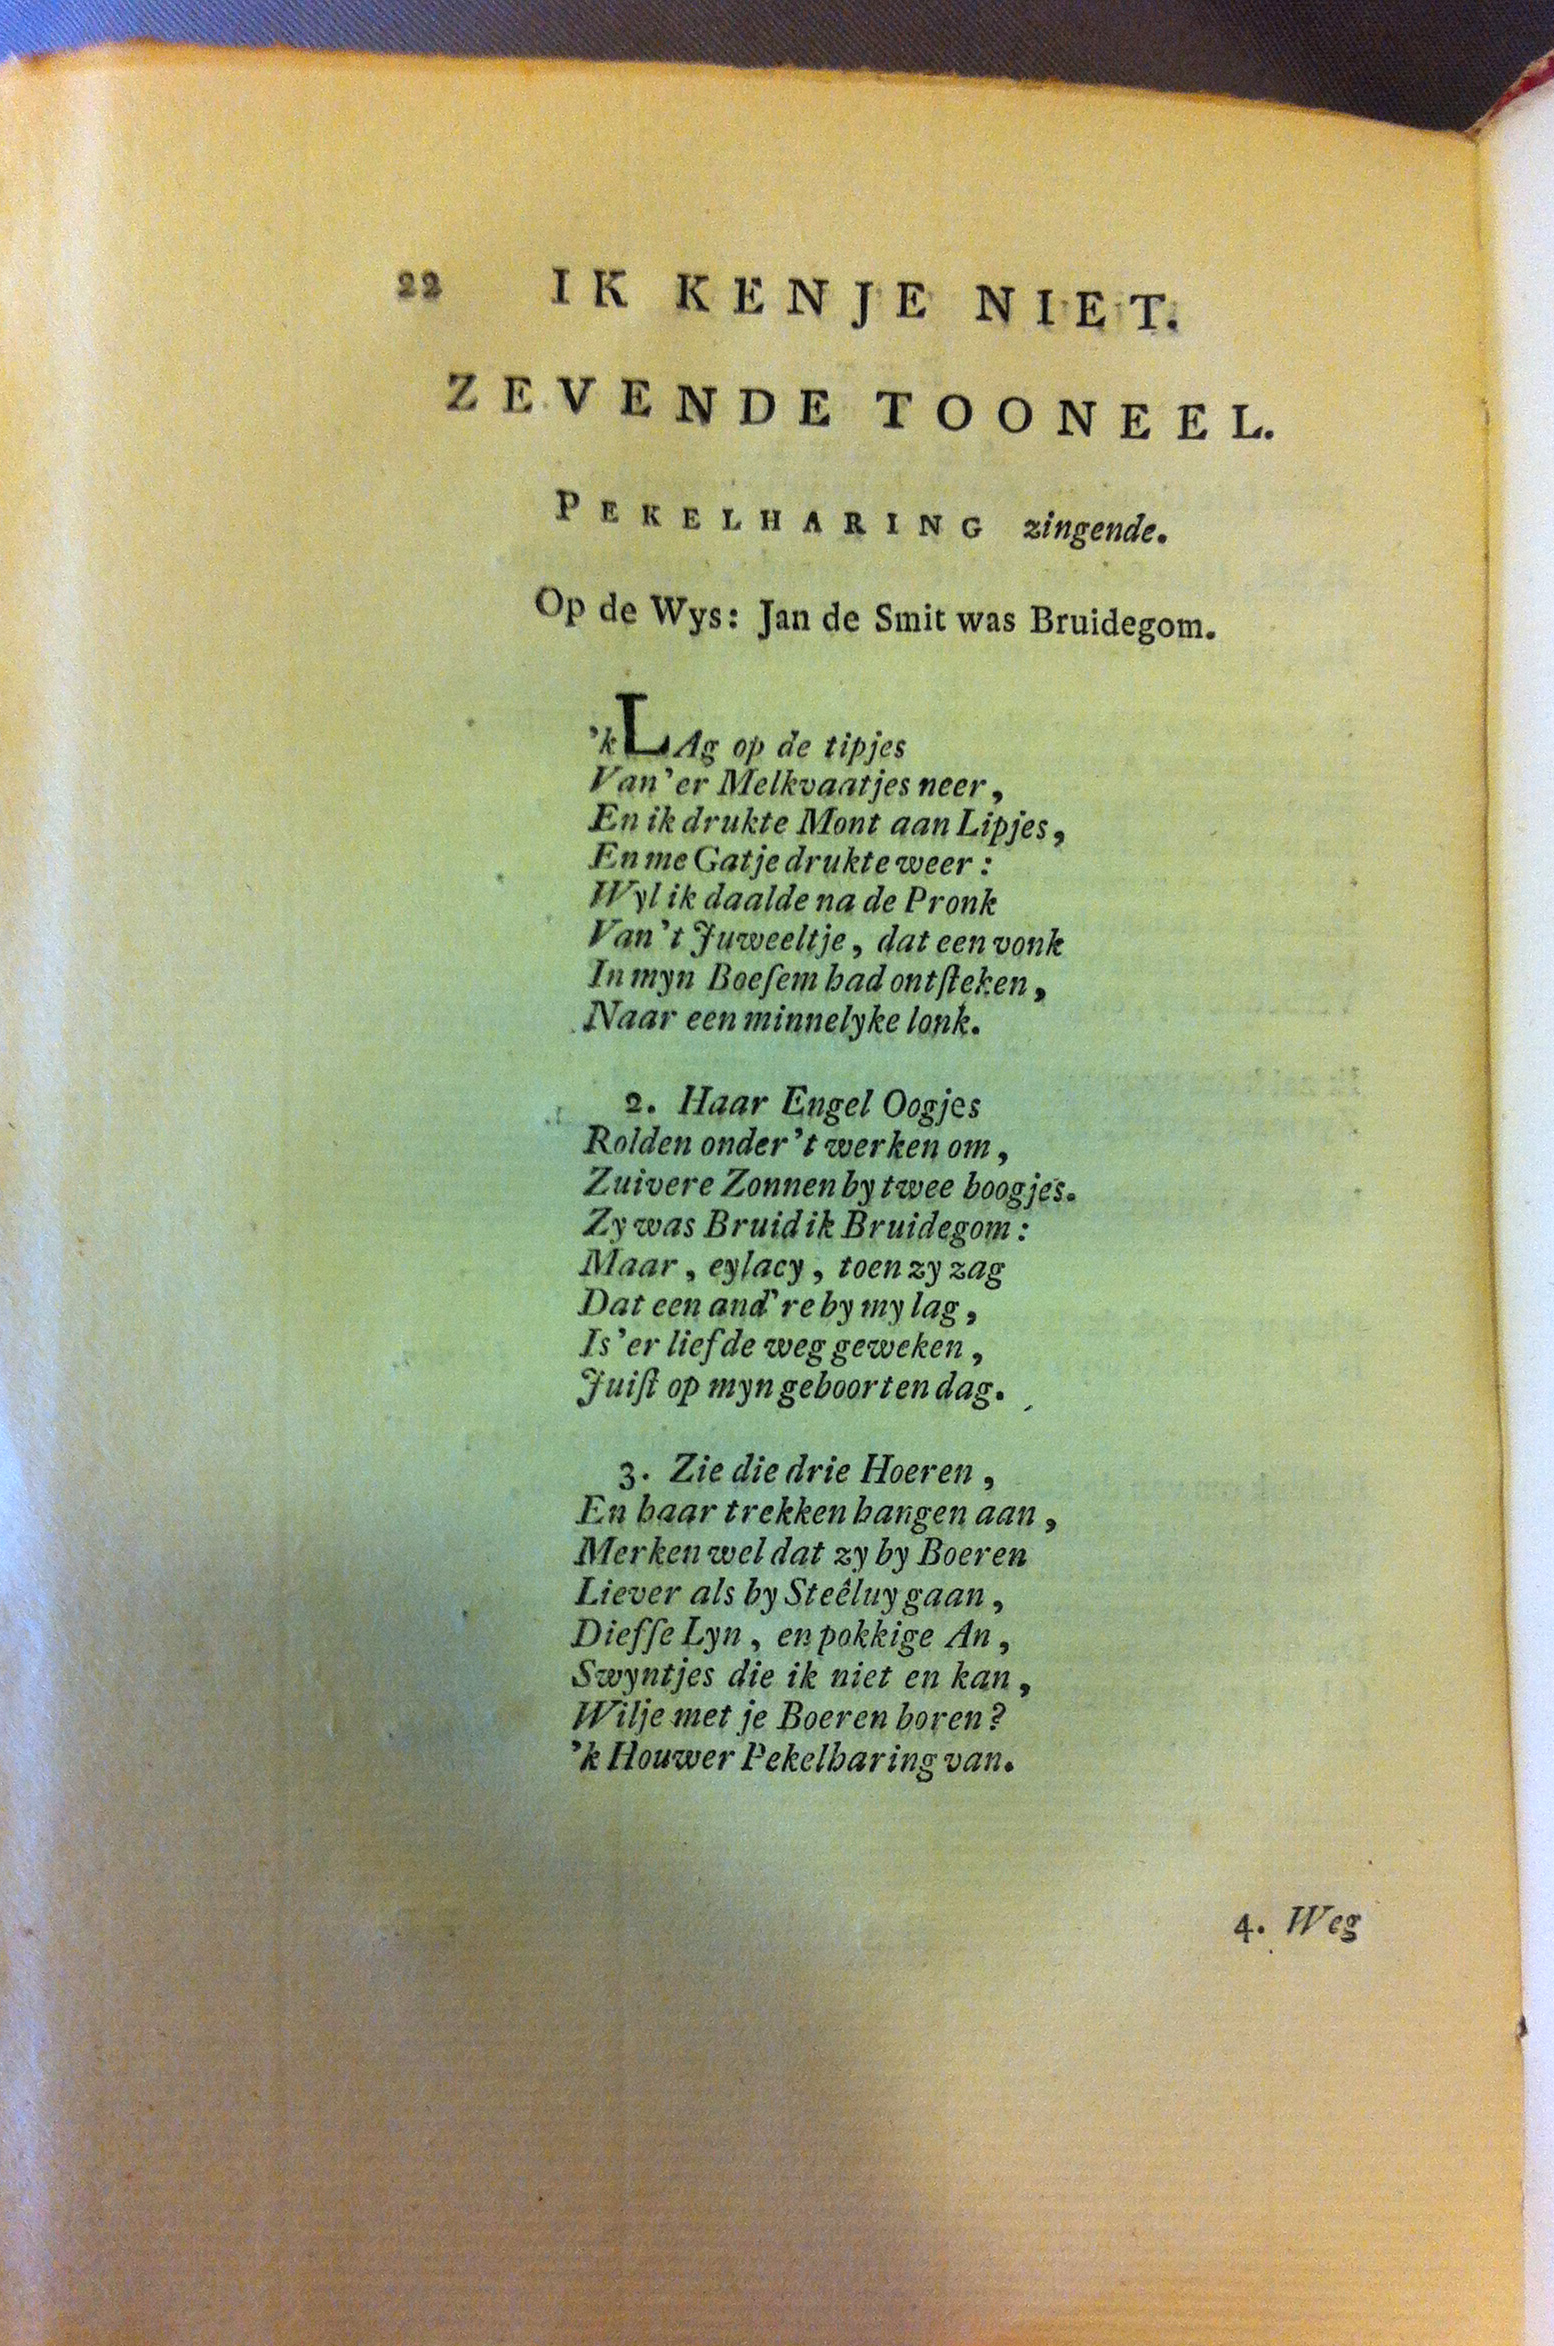 22 IK KENJE NIET.
ZEVENDE TOONEEL.
PEKELHARING zingende.
Op de Wys: Jan de Smit was Bruidegom.
'k LAg op de tipjes
Van 'er Melkvaatjes neer,
En ik drukte Mont aan Lipjes,
En me Gatje drukte weer:
Wyl ik daalde na de Pronk
Van 't Juweeltje, dat een vonk
In myn Boeſem had ontſteken,
Naar een minnelyke lonk.
2. Haar Engel Oogjes
Rolden onder 't werken om,
Zuivere Zonnen by twee boogjes.
Zy was Bruid ik Bruidegom:
Maar, eylacy, toen zy zag
Dat een and're by my lag,
Is 'er liefde weg geweken,
Juiſt op myn geboorten dag.
3. Zie die drie Hoeren,
En haar trekken hangen aan,
Merken wel dat zy by Boeren
Liever als by Steêluy gaan,
Dieſſe Lyn, en pokkige An,
Swyntjes die ik niet en kan,
Wilje met je Boeren horen?
'k Houwer Pekelharing van.
4. Weg